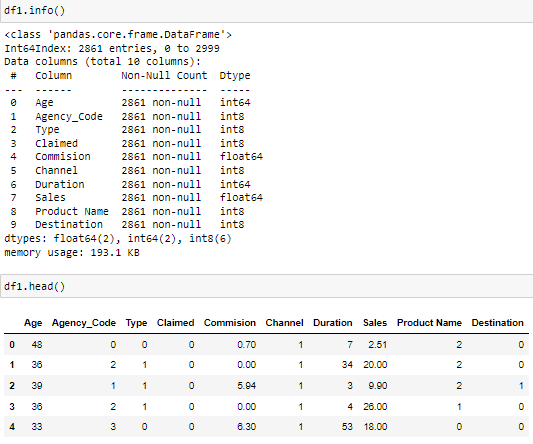 df1.info()
<class 'pandas.core.frame.DataFrame'>
Int64Index: 2861 entries, 0 to 2999
Data columns (total 10 columns):
 #   Column        Non-Null Count  Dtype
---  ------        --------------  -----
 0   Age           2861 non-null   int64
 1   Agency_Code   2861 non-null   int8
 2   Type          2861 non-null   int8
 3   Claimed       2861 non-null   int8
 4   Commision     2861 non-null   float64
 5   Channel       2861 non-null   int8
 6   Duration      2861 non-null   int64
 7   Sales         2861 non-null   float64
 8   Product Name  2861 non-null   int8
 9   Destination   2861 non-null   int8
dtypes: float64(2), int64(2), int8(6)
memory usage: 193.1 KB
df1.head()
Age Agency_Code Type Claimed Commision Channel Duration Sales Product Name Destination
0 48 0 0 0 0.70 1 7 2.51 2 0
1 36 2 1 0 0.00 1 34 20.00 2 0
2 39 1 1 0 5.94 1 3 9.90 2 1
3 36 2 1 0 0.00 1 4 26.00 1 0
4 33 3 0 0 6.30 1 53 18.00 0 0